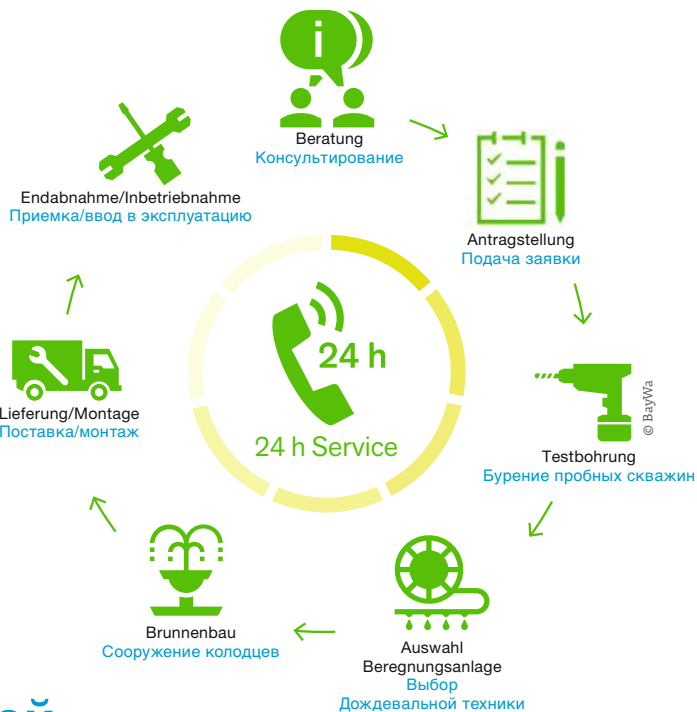 i
Beratung
Консультирование
Antragstellung
Подача заявки
© BayWa
Testbohrung
Бурение пробных скважин
Auswahl
Beregnungsanlage
Выбор
Дождевальной техники
Brunnenbau
Сооружение колодцев
Lieferung/Montage
Поставка/монтаж
Endabnahme/Inbetriebnahme
Приемка/ввод в эксплуатацию
24 h
24 h Service